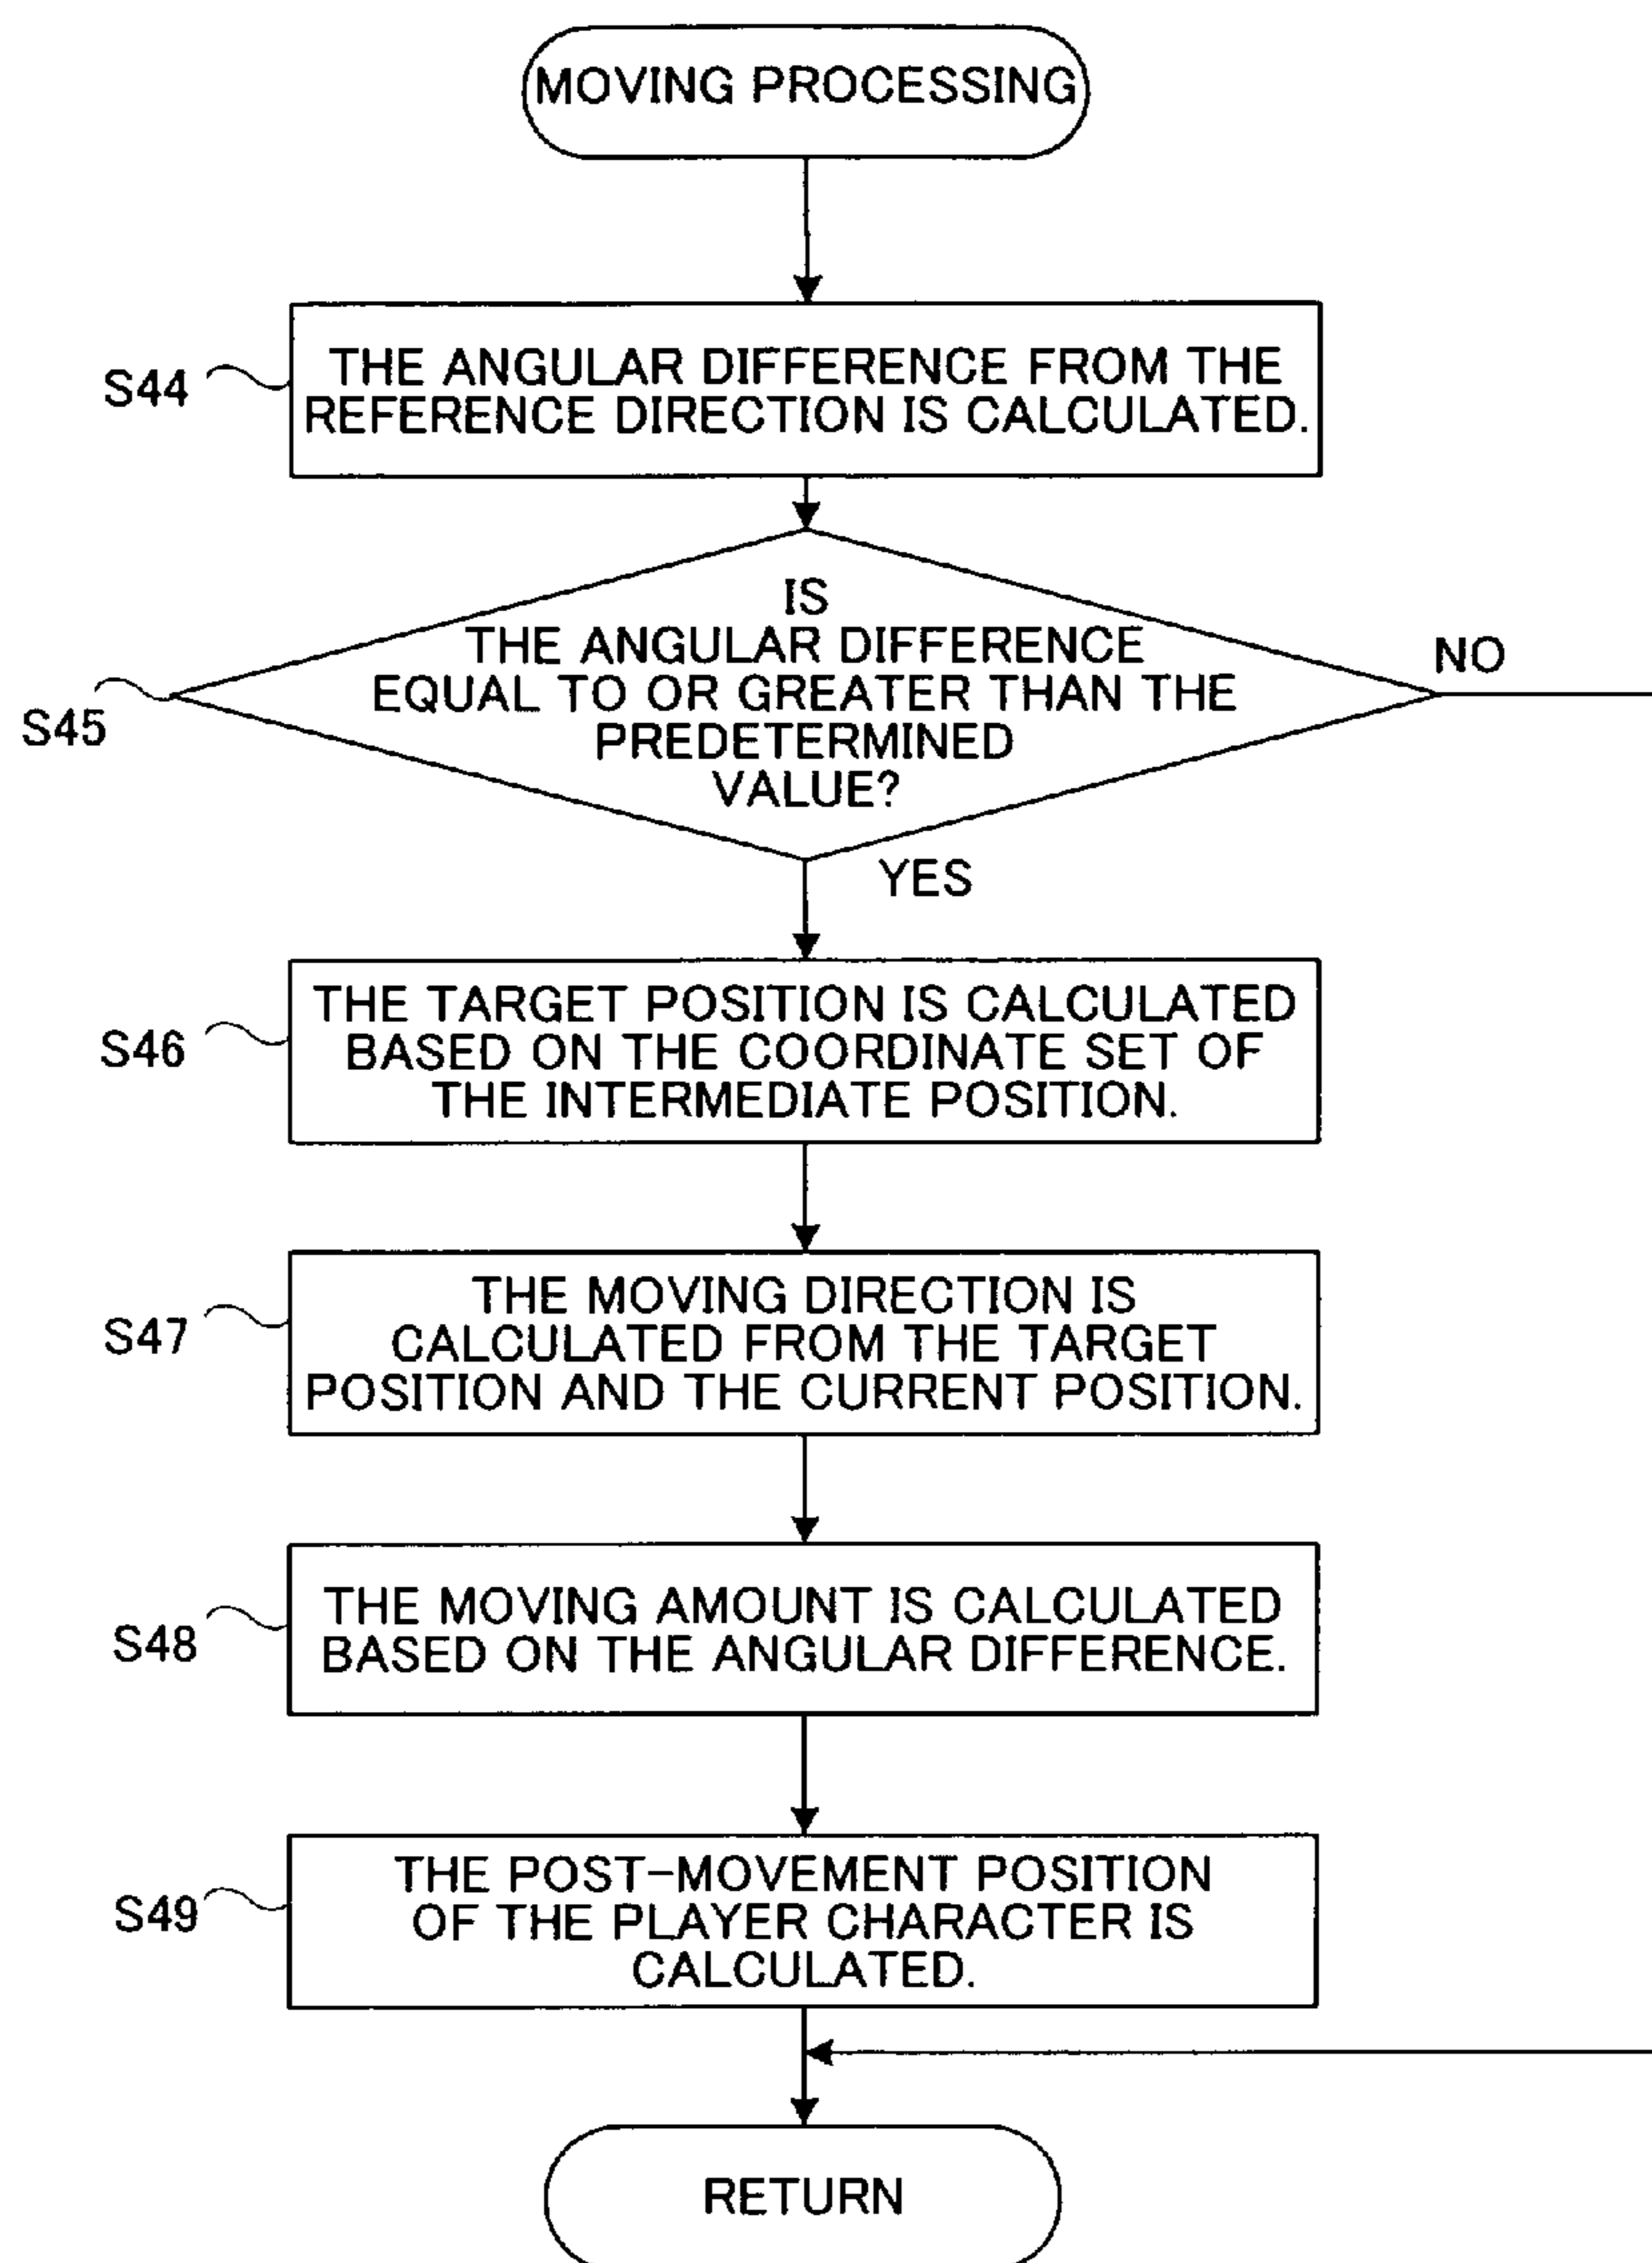 MOVING PROCESSING
S44
THE ANGULAR DIFFERENCE FROM THE
REFERENCE DIRECTION IS CALCULATED.
S45
IS
THE ANGULAR DIFFERENCE
EQUAL TO OR GREATER THAN THE
PREDETERMINED
VALUE?
NO
YES
S46
THE TARGET POSITION IS CALCULATED
BASED ON THE COORDINATE SET OF
THE INTERMEDIATE POSITION.
S47
THE MOVING DIRECTION IS
CALCULATED FROM THE TARGET
POSITION AND THE CURRENT POSITION.
S48
THE MOVING AMOUNT IS CALCULATED
BASED ON THE ANGULAR DIFFERENCE.
S49
THE POST-MOVEMENT POSITION
OF THE PLAYER CHARACTER IS
CALCULATED.
RETURN